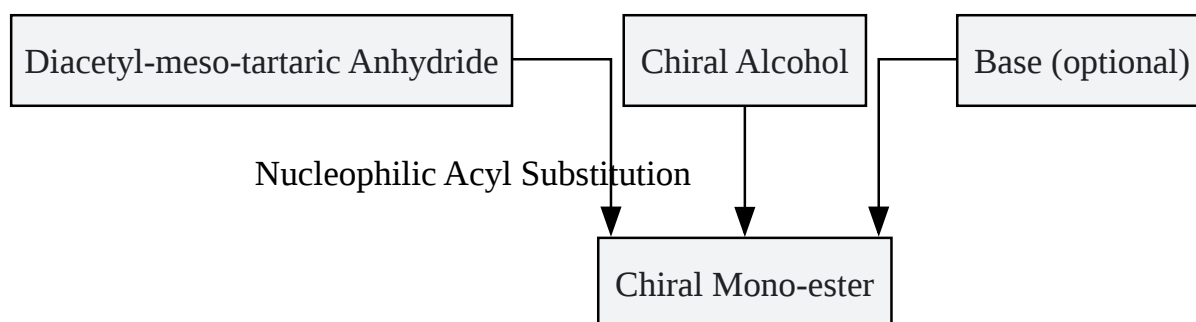 Diacetyl-meso-tartaric Anhydride
Chiral Alcohol
Base (optional)
Nucleophilic Acyl Substitution
Chiral Mono-ester